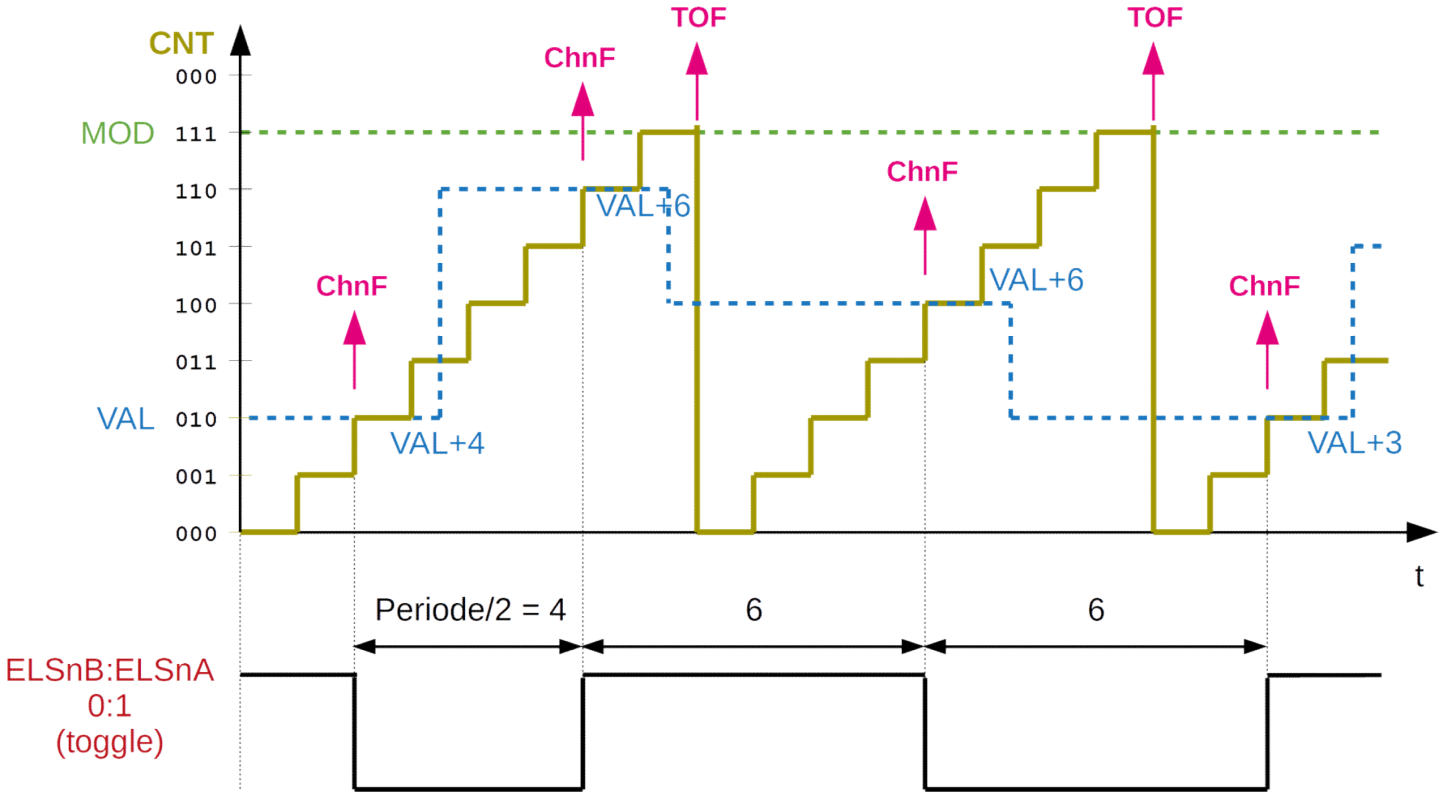 TOF
TOF
CNT
ChnF
000
MOD
111
ChnF
110
VAL+6
101
ChnF
VAL+6
ChnF
100
011
VAL
010
VAL+4
VAL+3
001
000
t
Periode/2 = 4
6
6
ELSnB:ELSnA
0:1
(toggle)